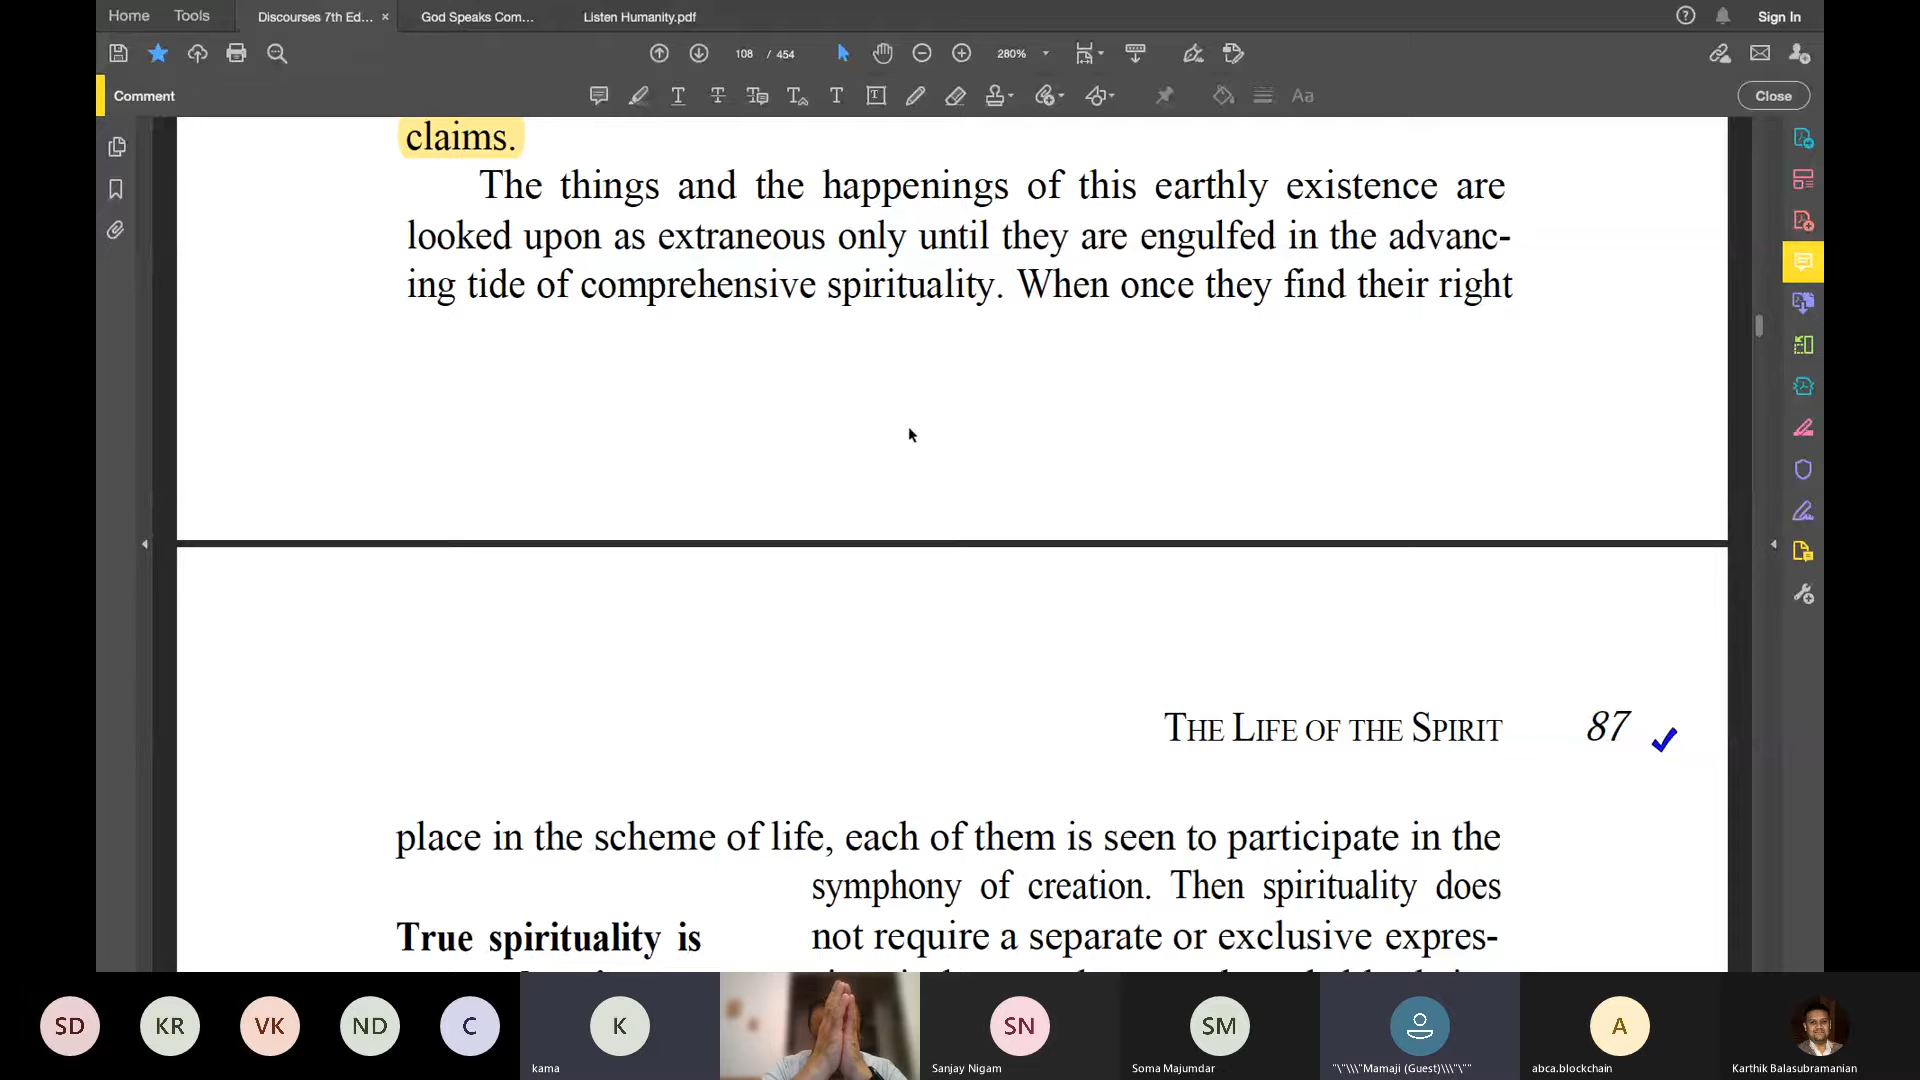 Home Tools Discourses 7th Ed... × God Speaks Com... Listen Humanity.pdf Sign In
108 / 454 280%
Comment Aa Close
claims.
The things and the happenings of this earthly existence are
looked upon as extraneous only until they are engulfed in the advanc-
ing tide of comprehensive spirituality. When once they find their right
THE LIFE OF THE SPIRIT 87
place in the scheme of life, each of them is seen to participate in the
symphony of creation. Then spirituality does
True spirituality is not require a separate or exclusive expres-
SD KR VK ND C K SN SM A
kama Sanjay Nigam Soma Majumdar "\"\\\"Mamaji (Guest)\\\"\"" abca.blockchain Karthik Balasubramanian